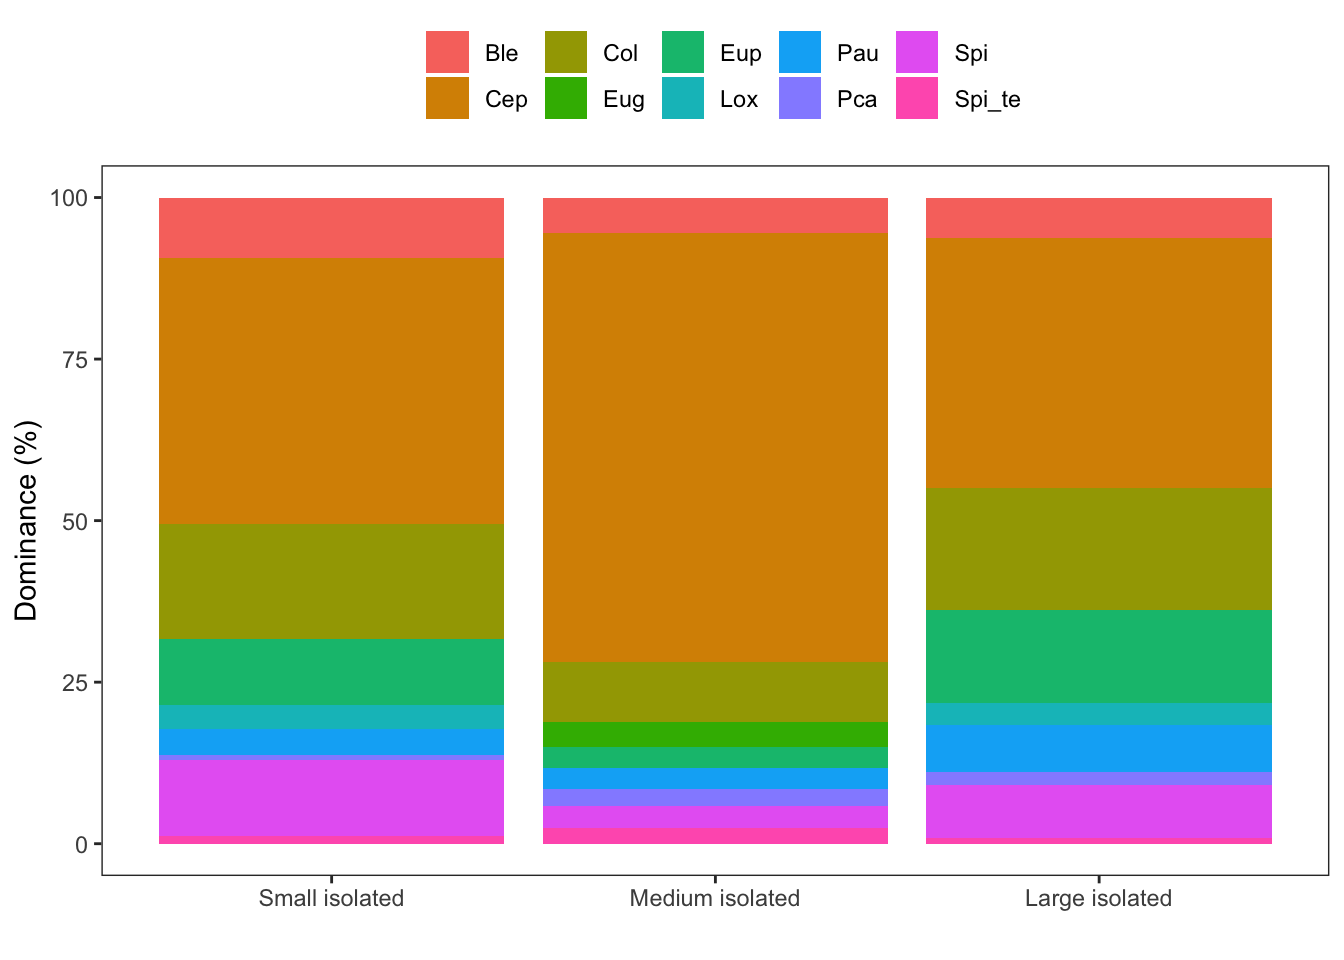 Ble Col Eup Pau Spi
Cep Eug Lox Pca Spi_te
Dominance (%)
100
75
50
25
0
Small isolated Medium isolated Large isolated